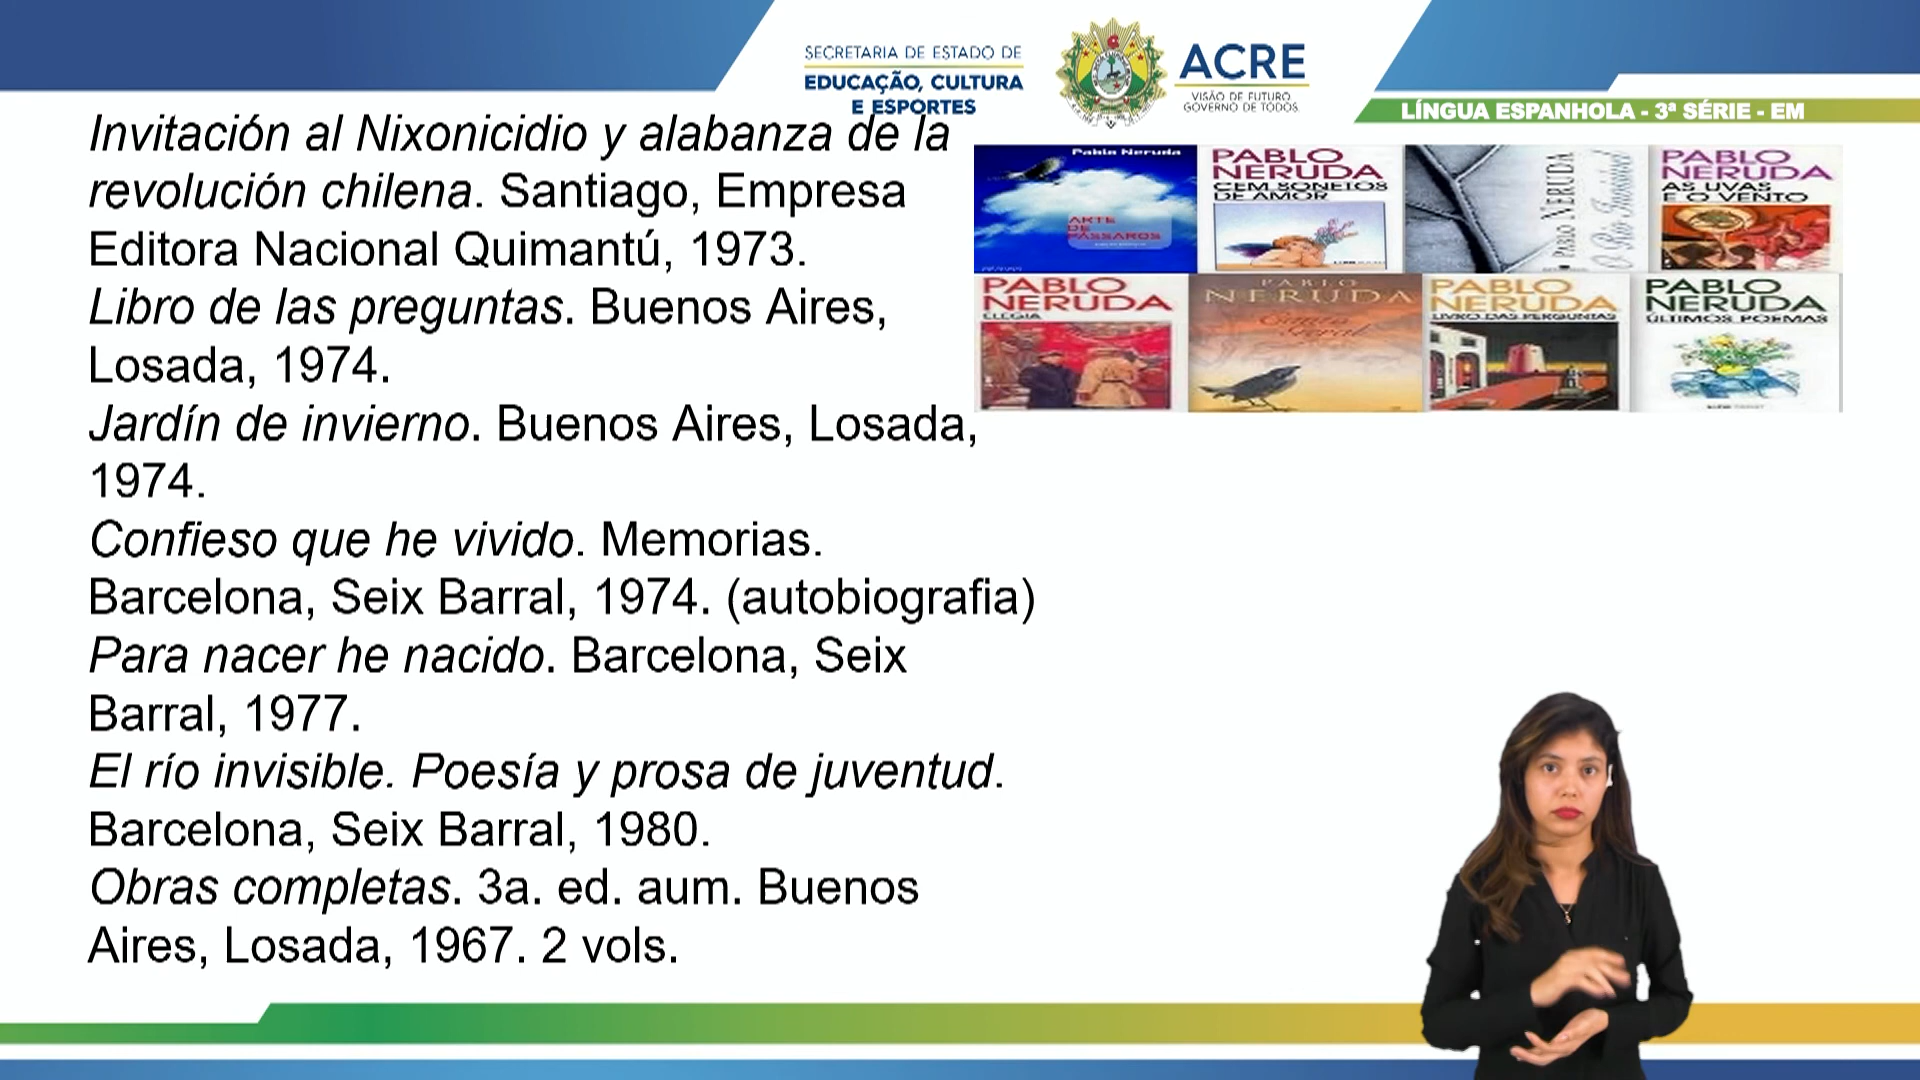 SECRETARIA DE ESTADO DE
EDUCAÇÃO, CULTURA
E ESPORTES
ACRE
VISÃO DE FUTURO
GOVERNO DE TODOS
LÍNGUA ESPANHOLA - 3ª SÉRIE - EM
Invitación al Nixonicidio y alabanza de la
revolución chilena. Santiago, Empresa
Editora Nacional Quimantú, 1973.
Libro de las preguntas. Buenos Aires,
Losada, 1974.
Jardín de invierno. Buenos Aires, Losada,
1974.
Confieso que he vivido. Memorias.
Barcelona, Seix Barral, 1974. (autobiografia)
Para nacer he nacido. Barcelona, Seix
Barral, 1977.
El río invisible. Poesía y prosa de juventud.
Barcelona, Seix Barral, 1980.
Obras completas. 3a. ed. aum. Buenos
Aires, Losada, 1967. 2 vols.
Pablo Neruda
ARTE
DE
PÁSSAROS
PABLO
NERUDA
CEM SONETOS
DE AMOR
PABLO NERUDA
O Rio Invisível
PABLO
NERUDA
AS UVAS
E O VENTO
PABLO
NERUDA
ELEGIA
PABLO
NERUDA
Canto
Geral
PABLO
NERUDA
LIVRO DAS PERGUNTAS
PABLO
NERUDA
ÚLTIMOS POEMAS